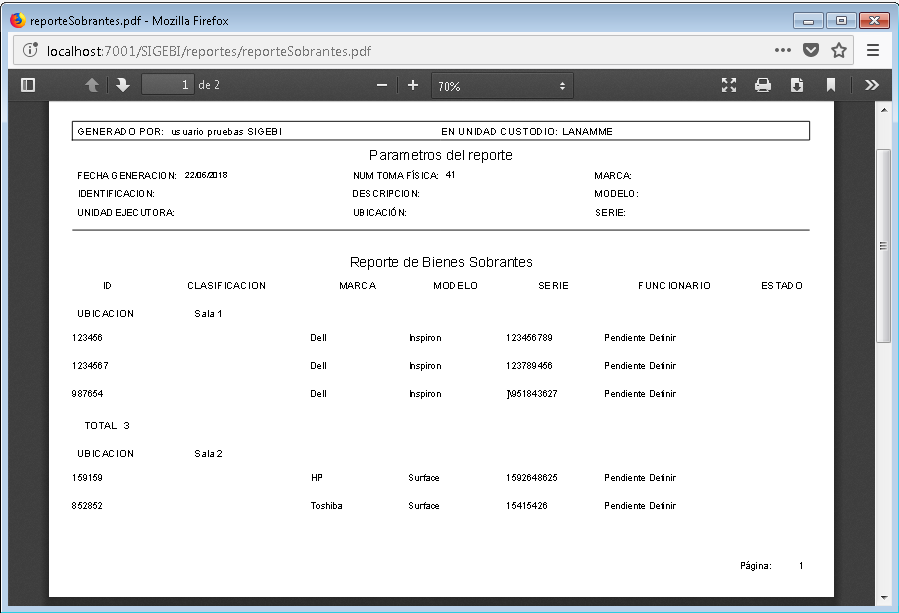 reporteSobrantes.pdf - Mozilla Firefox
localhost:7001/SIGEBI/reportes/reporteSobrantes.pdf
1 de 2 70%
GENERADO POR: usuario pruebas SIGEBI EN UNIDAD CUSTODIO: LANAMME
Parametros del reporte
FECHA GENERACION: 22/06/2018 NUM TOMA FÍSICA: 41 MARCA:
IDENTIFICACION: DESCRIPCION: MODELO:
UNIDAD EJECUTORA: UBICACIÓN: SERIE:
Reporte de Bienes Sobrantes
ID CLASIFICACION MARCA MODELO SERIE FUNCIONARIO ESTADO
UBICACION Sala 1
123456 Dell Inspiron 123456789 Pendiente Definir
1234567 Dell Inspiron 123789456 Pendiente Definir
987654 Dell Inspiron ]\951843627 Pendiente Definir
TOTAL 3
UBICACION Sala 2
159159 HP Surface 1592648625 Pendiente Definir
852852 Toshiba Surface 15415426 Pendiente Definir
Página: 1